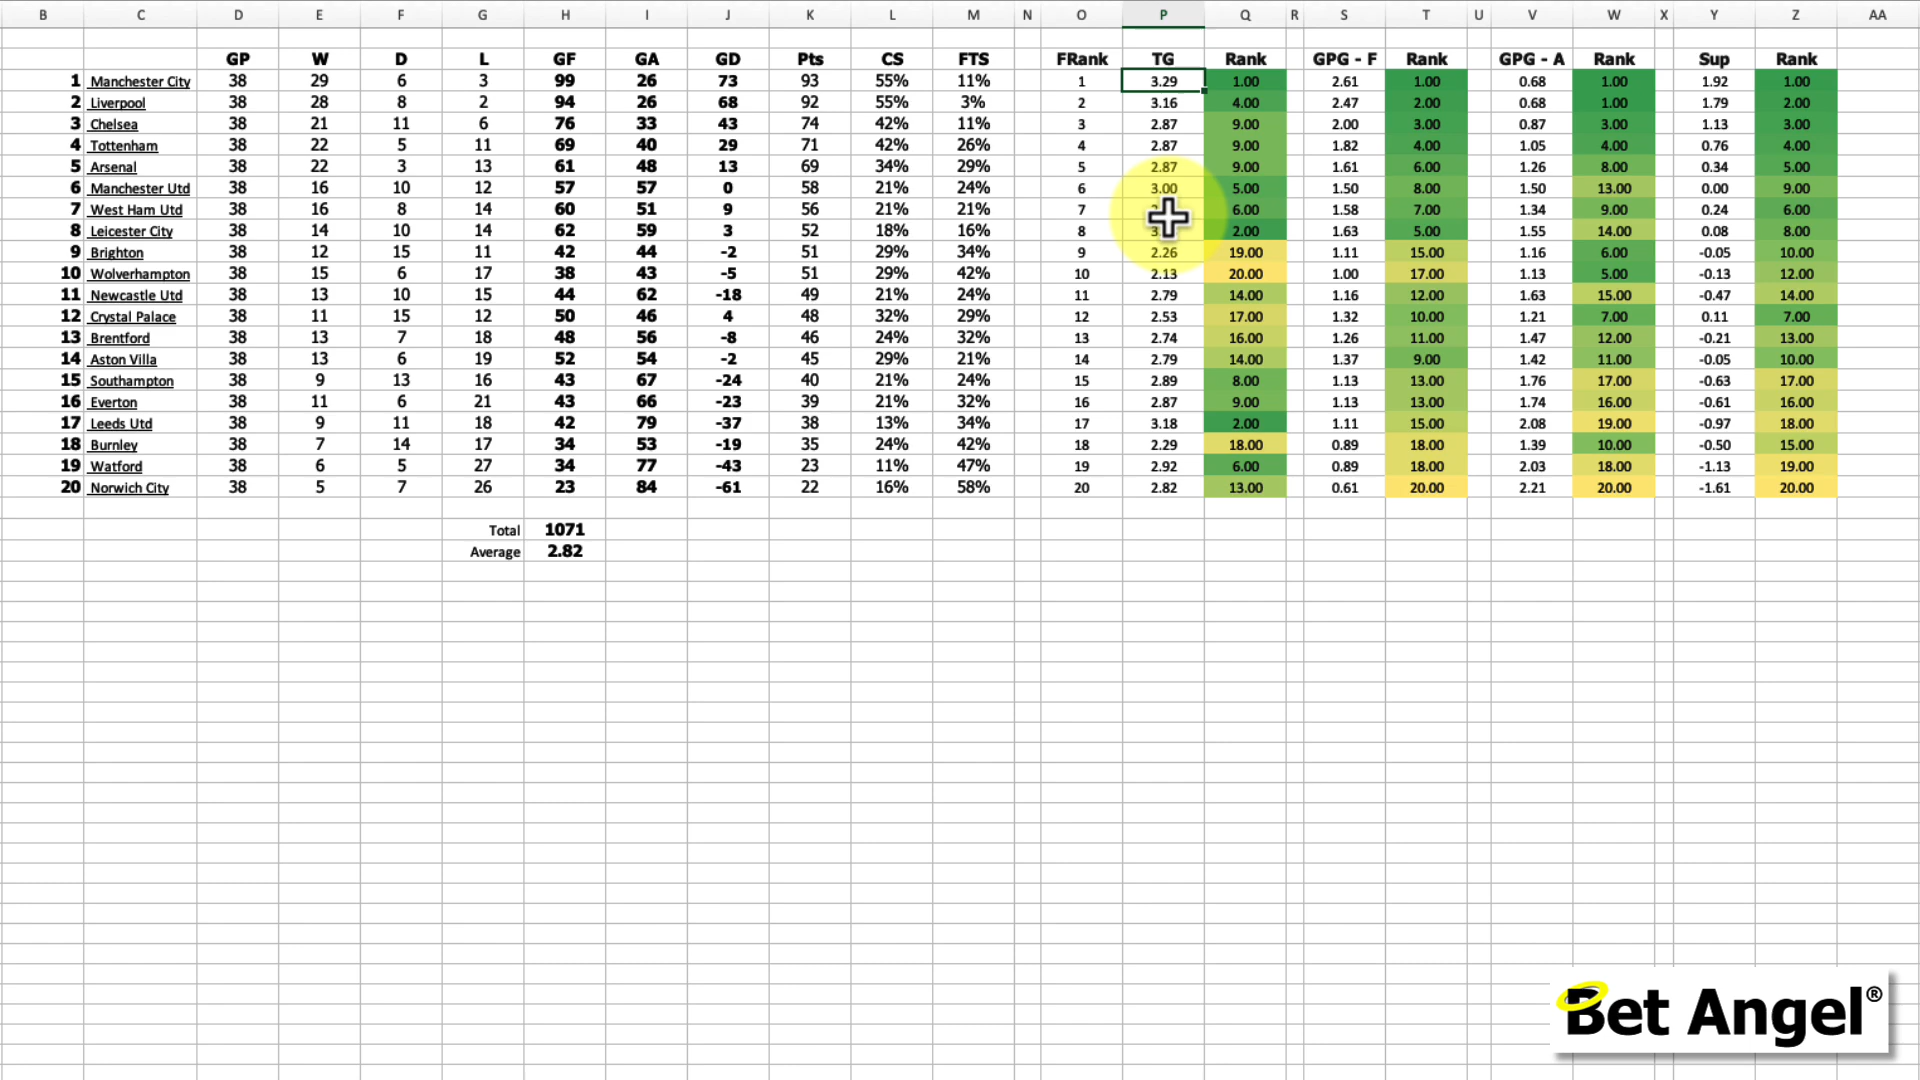 B C D E F G H I J K L M N O P Q R S T U V W X Y Z AA
GP W D L GF GA GD Pts CS FTS FRank TG Rank GPG - F Rank GPG - A Rank Sup Rank
1 Manchester City 38 29 6 3 99 26 73 93 55% 11% 1 3.29 1.00 2.61 1.00 0.68 1.00 1.92 1.00
2 Liverpool 38 28 8 2 94 26 68 92 55% 3% 2 3.16 4.00 2.47 2.00 0.68 1.00 1.79 2.00
3 Chelsea 38 21 11 6 76 33 43 74 42% 11% 3 2.87 9.00 2.00 3.00 0.87 3.00 1.13 3.00
4 Tottenham 38 22 5 11 69 40 29 71 42% 26% 4 2.87 9.00 1.82 4.00 1.05 4.00 0.76 4.00
5 Arsenal 38 22 3 13 61 48 13 69 34% 29% 5 2.87 9.00 1.61 6.00 1.26 8.00 0.34 5.00
6 Manchester Utd 38 16 10 12 57 57 0 58 21% 24% 6 3.00 5.00 1.50 8.00 1.50 13.00 0.00 9.00
7 West Ham Utd 38 16 8 14 60 51 9 56 21% 21% 7 6.00 1.58 7.00 1.34 9.00 0.24 6.00
8 Leicester City 38 14 10 14 62 59 3 52 18% 16% 8 2.00 1.63 5.00 1.55 14.00 0.08 8.00
9 Brighton 38 12 15 11 42 44 -2 51 29% 34% 9 2.26 19.00 1.11 15.00 1.16 6.00 -0.05 10.00
10 Wolverhampton 38 15 6 17 38 43 -5 51 29% 42% 10 2.13 20.00 1.00 17.00 1.13 5.00 -0.13 12.00
11 Newcastle Utd 38 13 10 15 44 62 -18 49 21% 24% 11 2.79 14.00 1.16 12.00 1.63 15.00 -0.47 14.00
12 Crystal Palace 38 11 15 12 50 46 4 48 32% 29% 12 2.53 17.00 1.32 10.00 1.21 7.00 0.11 7.00
13 Brentford 38 13 7 18 48 56 -8 46 24% 32% 13 2.74 16.00 1.26 11.00 1.47 12.00 -0.21 13.00
14 Aston Villa 38 13 6 19 52 54 -2 45 29% 21% 14 2.79 14.00 1.37 9.00 1.42 11.00 -0.05 10.00
15 Southampton 38 9 13 16 43 67 -24 40 21% 24% 15 2.89 8.00 1.13 13.00 1.76 17.00 -0.63 17.00
16 Everton 38 11 6 21 43 66 -23 39 21% 32% 16 2.87 9.00 1.13 13.00 1.74 16.00 -0.61 16.00
17 Leeds Utd 38 9 11 18 42 79 -37 38 13% 34% 17 3.18 2.00 1.11 15.00 2.08 19.00 -0.97 18.00
18 Burnley 38 7 14 17 34 53 -19 35 24% 42% 18 2.29 18.00 0.89 18.00 1.39 10.00 -0.50 15.00
19 Watford 38 6 5 27 34 77 -43 23 11% 47% 19 2.92 6.00 0.89 18.00 2.03 18.00 -1.13 19.00
20 Norwich City 38 5 7 26 23 84 -61 22 16% 58% 20 2.82 13.00 0.61 20.00 2.21 20.00 -1.61 20.00
Total 1071
Average 2.82
Bet Angel®